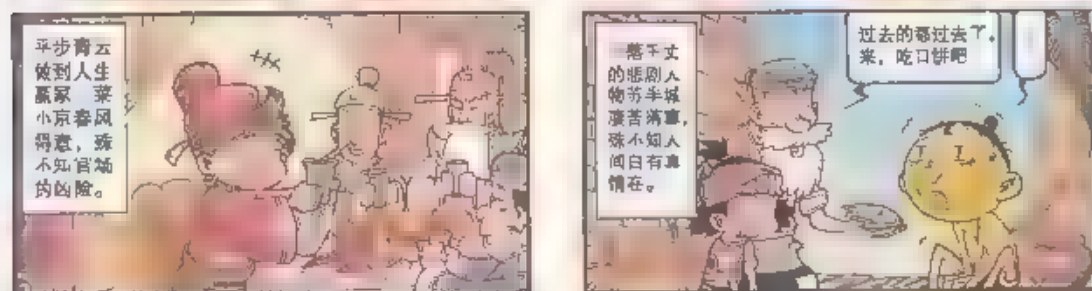 平步青云
做到人生
赢家 菜
小京春风
得意，殊
不知官场
的凶险。
一落千丈
的悲剧人
物苏半城
凄苦落寞，
殊不知人
间自有真
情在。
过去的都过去了。
来，吃口饼吧